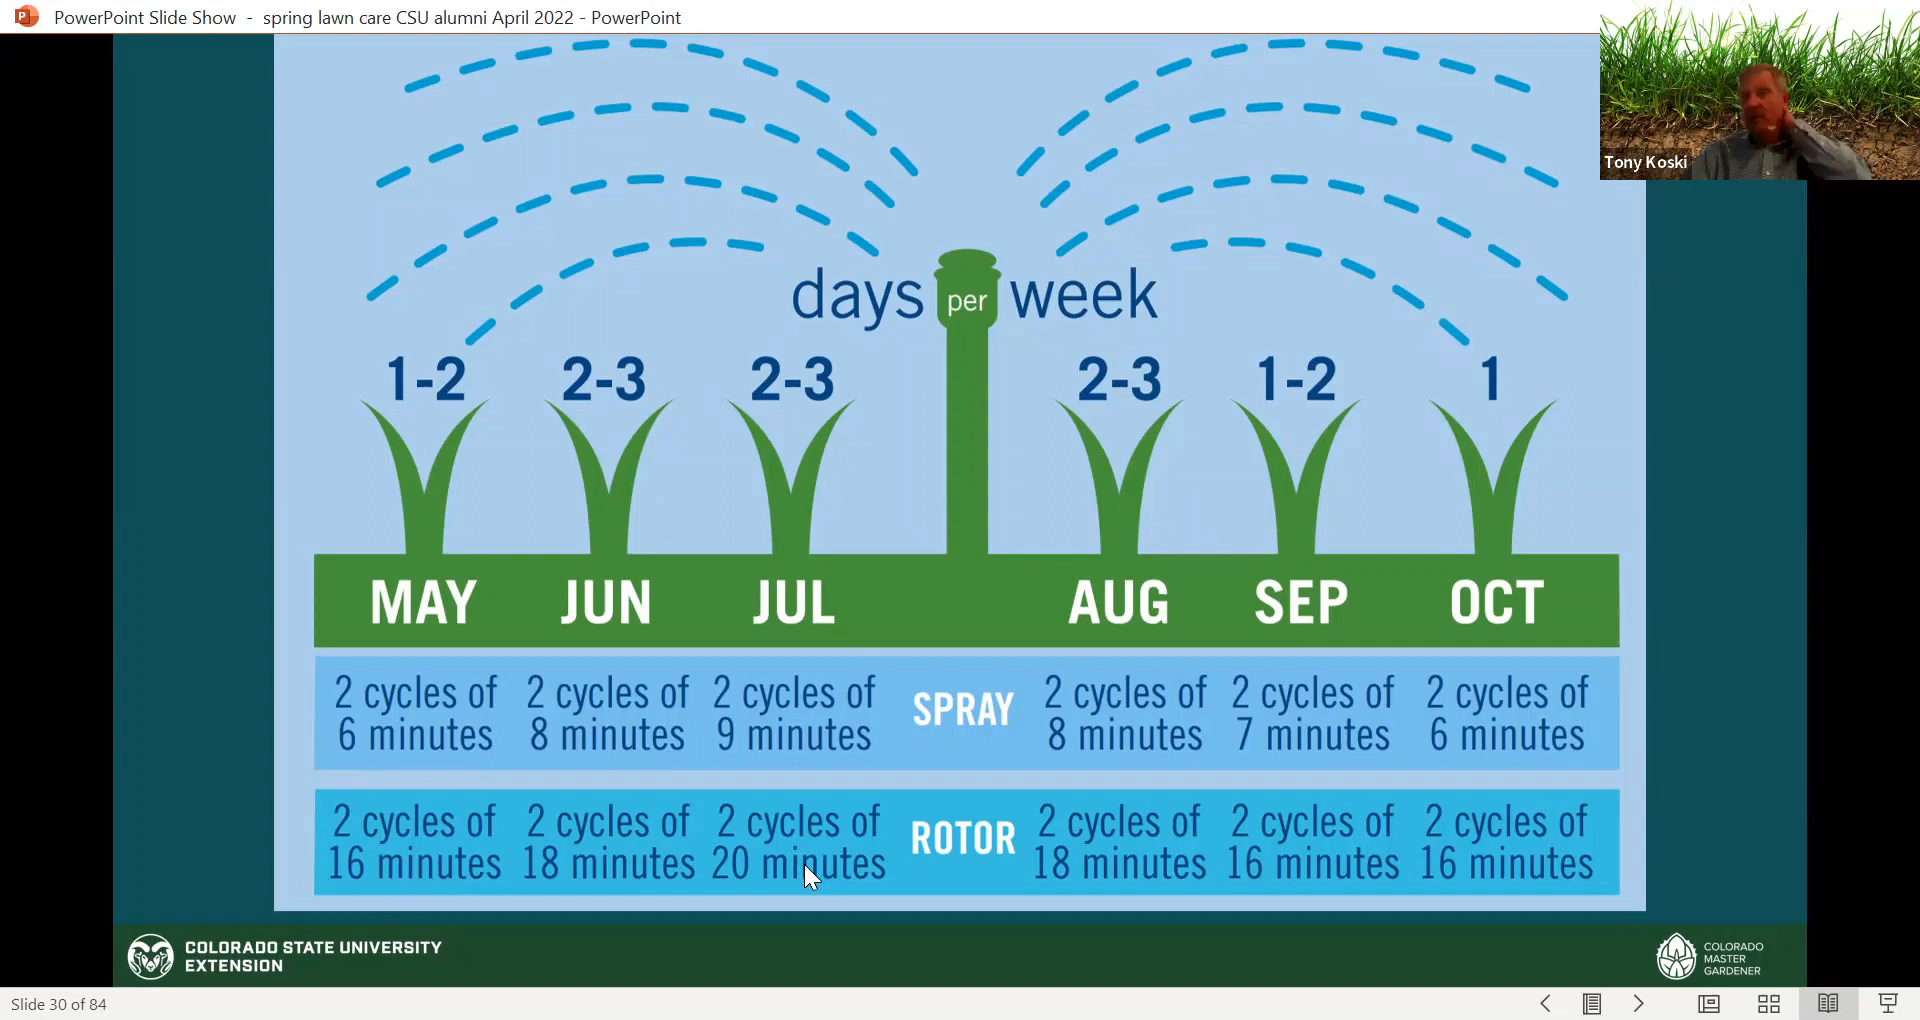 PowerPoint Slide Show - spring lawn care CSU alumni April 2022 - PowerPoint
Tony Koski
days per week
1-2 2-3 2-3 2-3 1-2 1
MAY JUN JUL AUG SEP OCT
2 cycles of 2 cycles of 2 cycles of SPRAY 2 cycles of 2 cycles of 2 cycles of
6 minutes 8 minutes 9 minutes 8 minutes 7 minutes 6 minutes
2 cycles of 2 cycles of 2 cycles of ROTOR 2 cycles of 2 cycles of 2 cycles of
16 minutes 18 minutes 20 minutes 18 minutes 16 minutes 16 minutes
COLORADO STATE UNIVERSITY
EXTENSION
COLORADO
MASTER
GARDENER
Slide 30 of 84